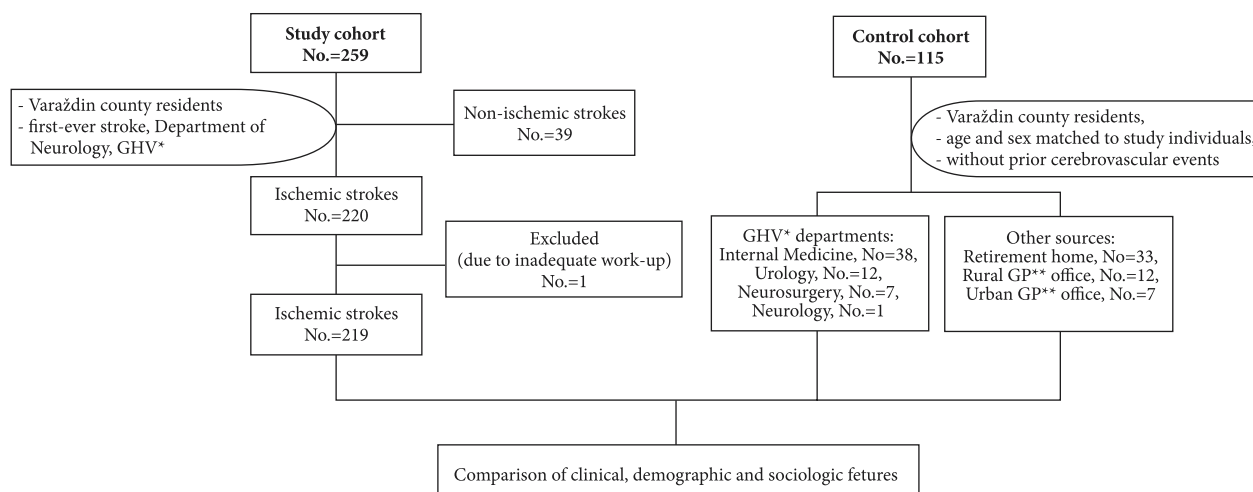 Study cohort
No.=259
- Varaždin county residents
- first-ever stroke, Department of
Neurology, GHV*
Non-ischemic strokes
No.=39
Ischemic strokes
No.=220
Excluded
(due to inadequate work-up)
No.=1
Ischemic strokes
No.=219
Control cohort
No.=115
- Varaždin county residents,
- age and sex matched to study individuals,
- without prior cerebrovascular events
GHV* departments:
Internal Medicine, No=38,
Urology, No.=12,
Neurosurgery, No.=7,
Neurology, No.=1
Other sources:
Retirement home, No=33,
Rural GP** office, No.=12,
Urban GP** office, No.=7
Comparison of clinical, demographic and sociologic fetures